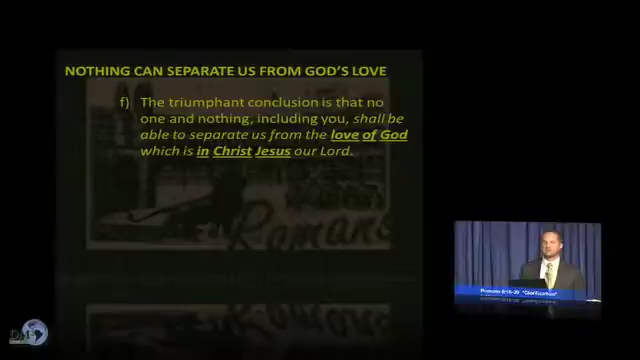 NOTHING CAN SEPARATE US FROM GOD'S LOVE
f) The triumphant conclusion is that no
one and nothing, including you, shall be
able to separate us from the love of God
which is in Christ Jesus our Lord.
Romans
"Glorification"